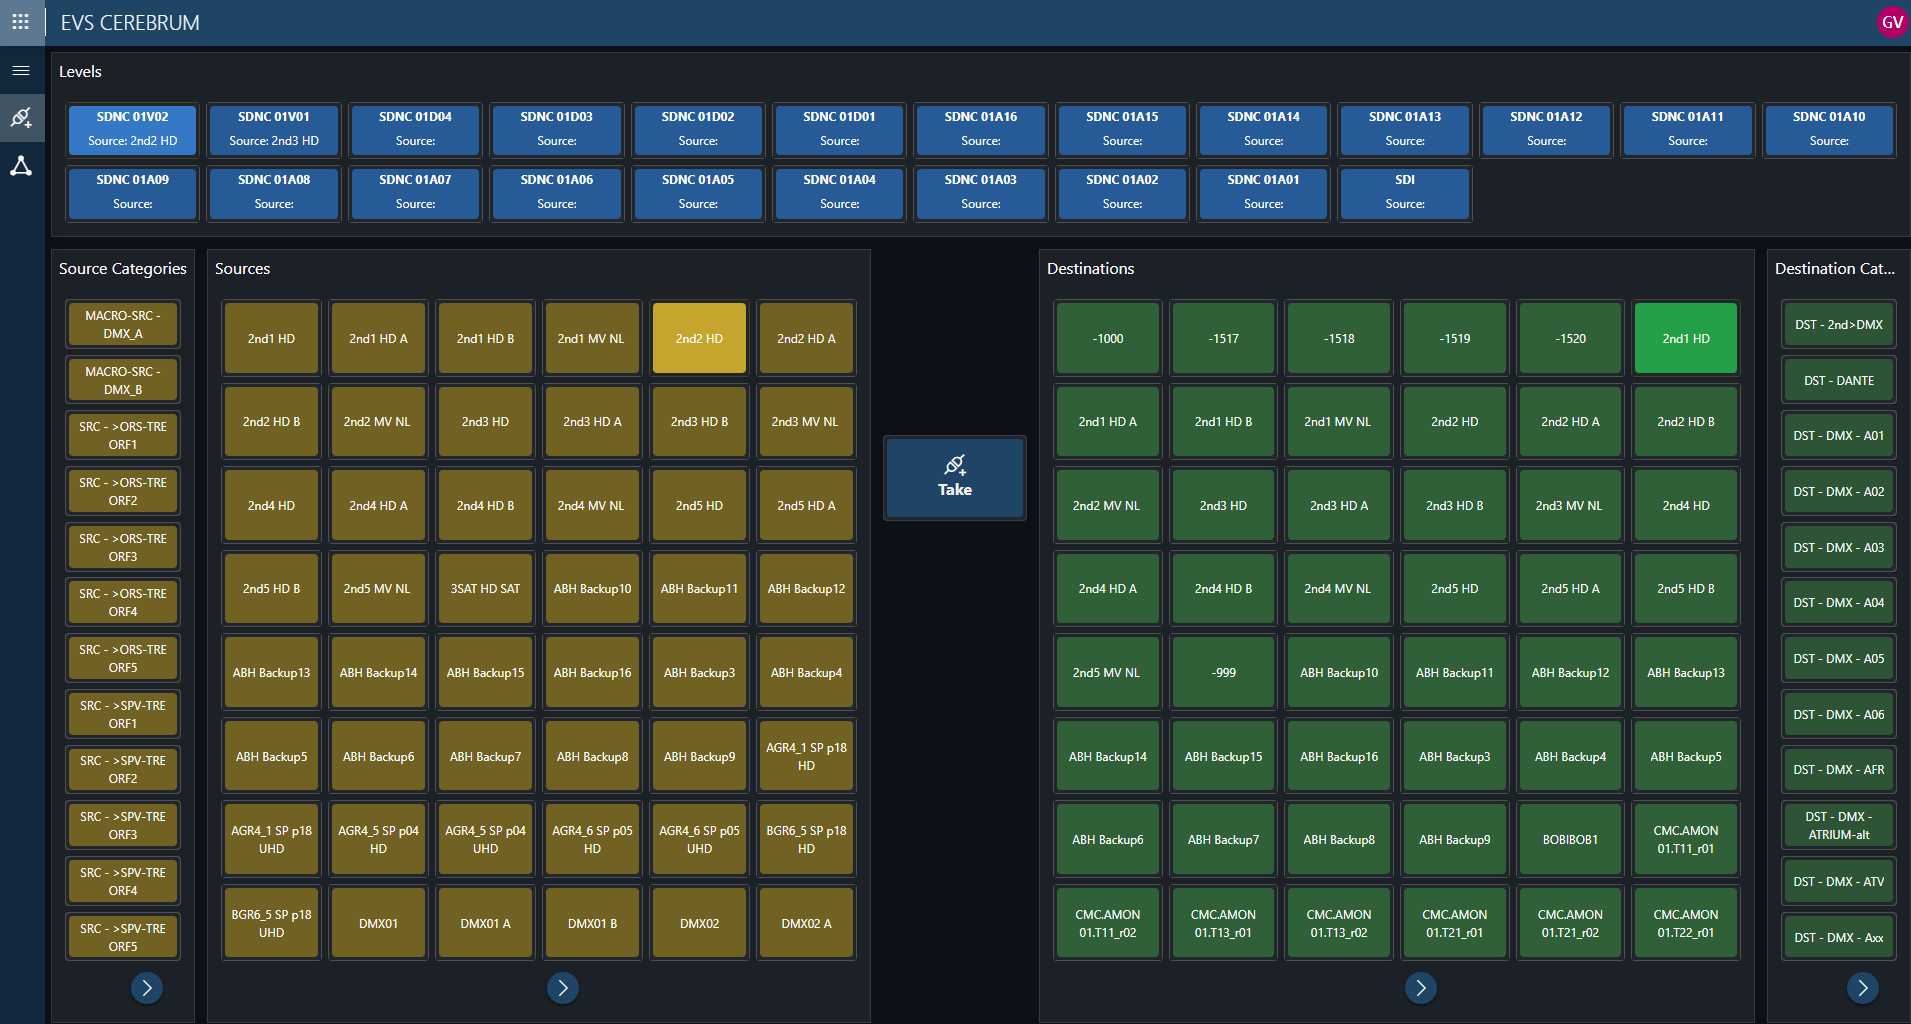 EVS CEREBRUM
GV
Levels
SDNC 01V02
Source: 2nd2 HD
SDNC 01V01
Source: 2nd3 HD
SDNC 01D04
Source:
SDNC 01D03
Source:
SDNC 01D02
Source:
SDNC 01D01
Source:
SDNC 01A16
Source:
SDNC 01A15
Source:
SDNC 01A14
Source:
SDNC 01A13
Source:
SDNC 01A12
Source:
SDNC 01A11
Source:
SDNC 01A10
Source:
SDNC 01A09
Source:
SDNC 01A08
Source:
SDNC 01A07
Source:
SDNC 01A06
Source:
SDNC 01A05
Source:
SDNC 01A04
Source:
SDNC 01A03
Source:
SDNC 01A02
Source:
SDNC 01A01
Source:
SDI
Source:
Source Categories
MACRO-SRC -
DMX_A
MACRO-SRC -
DMX_B
SRC - >ORS-TRE
ORF1
SRC - >ORS-TRE
ORF2
SRC - >ORS-TRE
ORF3
SRC - >ORS-TRE
ORF4
SRC - >ORS-TRE
ORF5
SRC - >SPV-TRE
ORF1
SRC - >SPV-TRE
ORF2
SRC - >SPV-TRE
ORF3
SRC - >SPV-TRE
ORF4
SRC - >SPV-TRE
ORF5
Sources
2nd1 HD
2nd1 HD A
2nd1 HD B
2nd1 MV NL
2nd2 HD
2nd2 HD A
2nd2 HD B
2nd2 MV NL
2nd3 HD
2nd3 HD A
2nd3 HD B
2nd3 MV NL
2nd4 HD
2nd4 HD A
2nd4 HD B
2nd4 MV NL
2nd5 HD
2nd5 HD A
2nd5 HD B
2nd5 MV NL
3SAT HD SAT
ABH Backup10
ABH Backup11
ABH Backup12
ABH Backup13
ABH Backup14
ABH Backup15
ABH Backup16
ABH Backup3
ABH Backup4
ABH Backup5
ABH Backup6
ABH Backup7
ABH Backup8
ABH Backup9
AGR4_1 SP p18
HD
AGR4_1 SP p18
UHD
AGR4_5 SP p04
HD
AGR4_5 SP p04
UHD
AGR4_6 SP p05
HD
AGR4_6 SP p05
UHD
BGR6_5 SP p18
HD
BGR6_5 SP p18
UHD
DMX01
DMX01 A
DMX01 B
DMX02
DMX02 A
Take
Destinations
-1000
-1517
-1518
-1519
-1520
2nd1 HD
2nd1 HD A
2nd1 HD B
2nd1 MV NL
2nd2 HD
2nd2 HD A
2nd2 HD B
2nd2 MV NL
2nd3 HD
2nd3 HD A
2nd3 HD B
2nd3 MV NL
2nd4 HD
2nd4 HD A
2nd4 HD B
2nd4 MV NL
2nd5 HD
2nd5 HD A
2nd5 HD B
2nd5 MV NL
-999
ABH Backup10
ABH Backup11
ABH Backup12
ABH Backup13
ABH Backup14
ABH Backup15
ABH Backup16
ABH Backup3
ABH Backup4
ABH Backup5
ABH Backup6
ABH Backup7
ABH Backup8
ABH Backup9
BOBIBOB1
CMC.AMON
01.T11_r01
CMC.AMON
01.T11_r02
CMC.AMON
01.T13_r01
CMC.AMON
01.T13_r02
CMC.AMON
01.T21_r01
CMC.AMON
01.T21_r02
CMC.AMON
01.T22_r01
Destination Cat...
DST - 2nd>DMX
DST - DANTE
DST - DMX - A01
DST - DMX - A02
DST - DMX - A03
DST - DMX - A04
DST - DMX - A05
DST - DMX - A06
DST - DMX - AFR
DST - DMX -
ATRIUM-alt
DST - DMX - ATV
DST - DMX - Axx